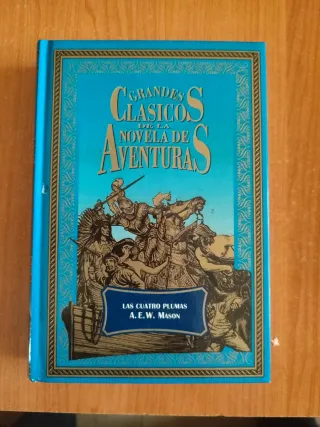 GRANDES
CLASICOS
DE LA
NOVELA DE
AVENTURAS
LAS CUATRO PLUMAS
A. E. W. MASON